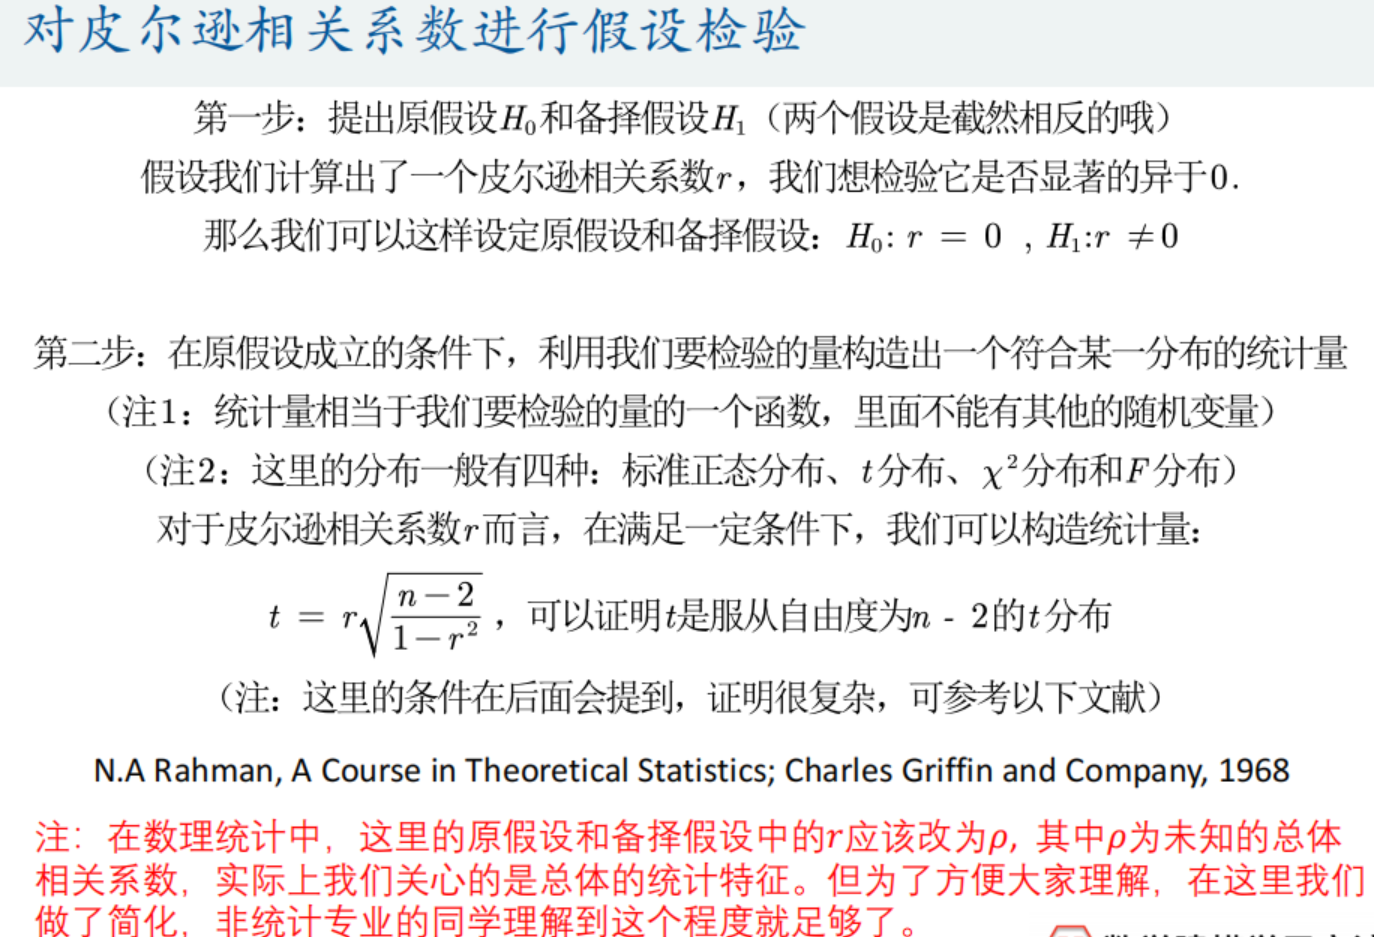 对皮尔逊相关系数进行假设检验
第一步：提出原假设H₀和备择假设H₁（两个假设是截然相反的哦）
假设我们计算出了一个皮尔逊相关系数r，我们想检验它是否显著的异于0.
那么我们可以这样设定原假设和备择假设：H₀: r = 0 , H₁:r ≠0
第二步：在原假设成立的条件下，利用我们要检验的量构造出一个符合某一分布的统计量
（注1：统计量相当于我们要检验的量的一个函数，里面不能有其他的随机变量）
（注2：这里的分布一般有四种：标准正态分布、t分布、χ²分布和F分布）
对于皮尔逊相关系数r而言，在满足一定条件下，我们可以构造统计量：
t = r√((n−2)/(1−r²))，可以证明t是服从自由度为n - 2的t分布
（注：这里的条件在后面会提到，证明很复杂，可参考以下文献）
N.A Rahman, A Course in Theoretical Statistics; Charles Griffin and Company, 1968
注：在数理统计中，这里的原假设和备择假设中的r应该改为ρ, 其中ρ为未知的总体
相关系数，实际上我们关心的是总体的统计特征。但为了方便大家理解，在这里我们
做了简化，非统计专业的同学理解到这个程度就足够了。